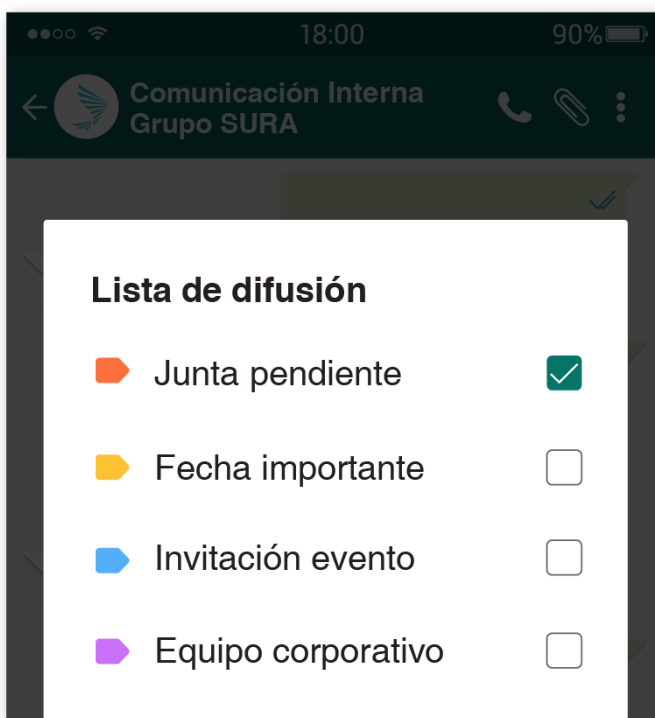 18:00
90%
Comunicación Interna
Grupo SURA
Lista de difusión
Junta pendiente
Fecha importante
Invitación evento
Equipo corporativo